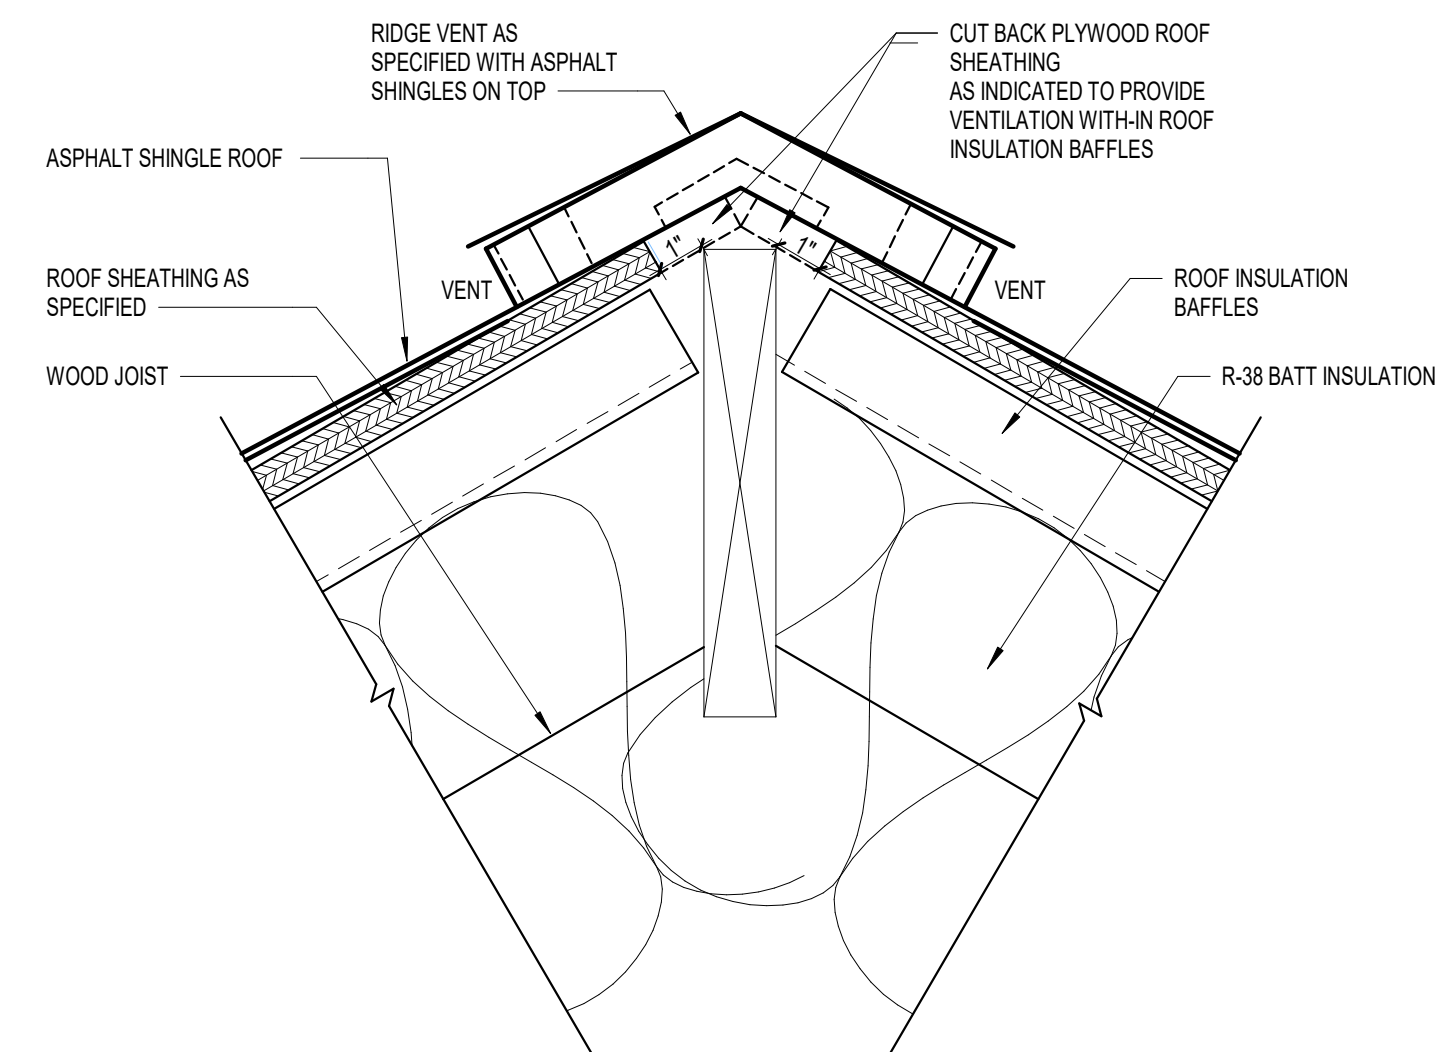 RIDGE VENT AS
SPECIFIED WITH ASPHALT
SHINGLES ON TOP
CUT BACK PLYWOOD ROOF
SHEATHING
AS INDICATED TO PROVIDE
VENTILATION WITH-IN ROOF
INSULATION BAFFLES
ASPHALT SHINGLE ROOF
1"
1"
ROOF SHEATHING AS
SPECIFIED
VENT
VENT
ROOF INSULATION
BAFFLES
WOOD JOIST
R-38 BATT INSULATION